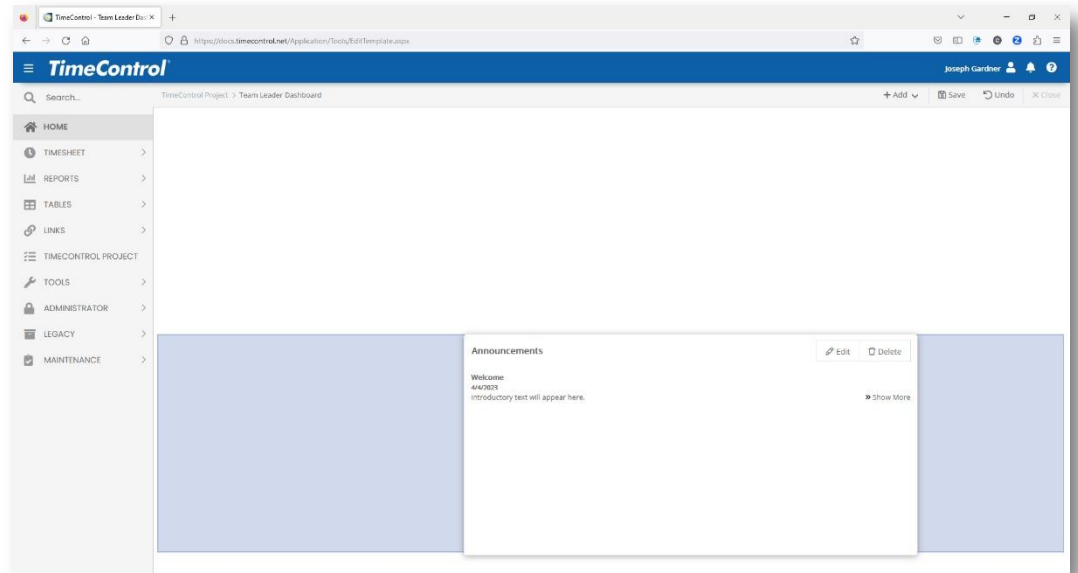 TimeControl - Team Leader Das
https://docs.timecontrol.net/Application/Tools/EditTemplate.aspx
TimeControl
Joseph Gardner
Search...
TimeControl Project > Team Leader Dashboard
+ Add
Save
Undo
× Close
HOME
TIMESHEET
REPORTS
TABLES
LINKS
TIMECONTROL PROJECT
TOOLS
ADMINISTRATOR
LEGACY
MAINTENANCE
Announcements
Edit
Delete
Welcome
4/4/2023
Introductory text will appear here.
» Show More